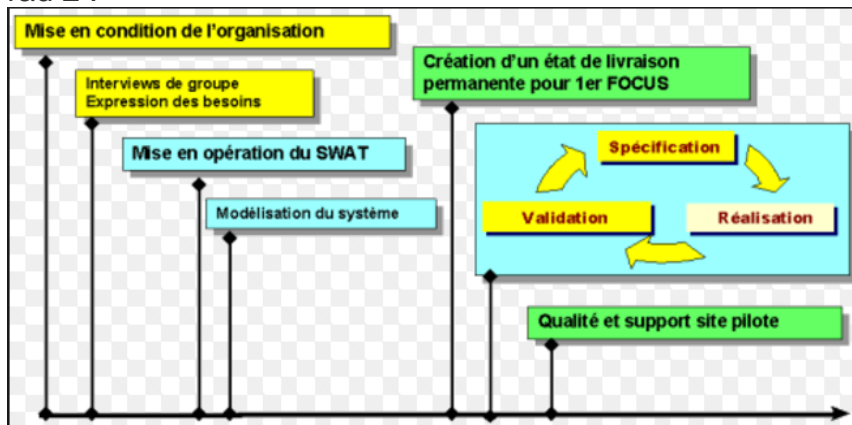 Mise en condition de l'organisation
Interviews de groupe
Expression des besoins
Mise en opération du SWAT
Modélisation du système
Création d'un état de livraison
permanente pour 1er FOCUS
Spécification
Validation
Réalisation
Qualité et support site pilote